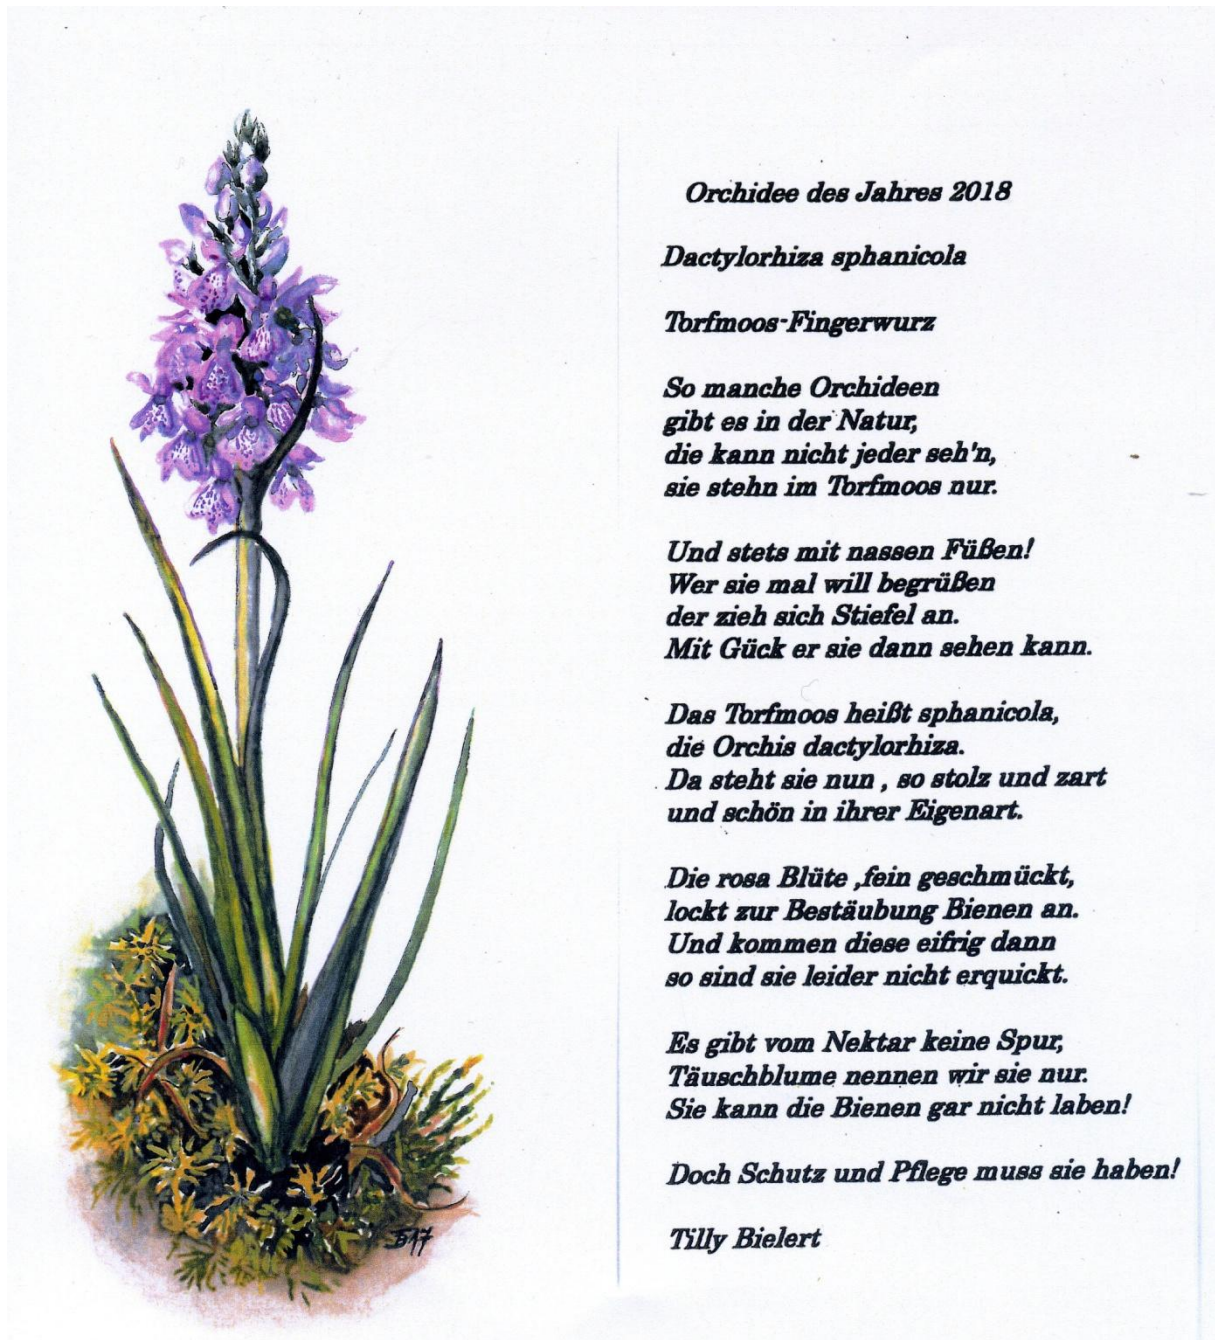 Orchidee des Jahres 2018
Dactylorhiza sphanicola
Torfmoos-Fingerwurz
So manche Orchideen
gibt es in der Natur,
die kann nicht jeder seh'n,
sie stehn im Torfmoos nur.
Und stets mit nassen Füßen!
Wer sie mal will begrüßen
der zieh sich Stiefel an.
Mit Gück er sie dann sehen kann.
Das Torfmoos heißt sphanicola,
die Orchis dactylorhiza.
Da steht sie nun , so stolz und zart
und schön in ihrer Eigenart.
Die rosa Blüte ,fein geschmückt,
lockt zur Bestäubung Bienen an.
Und kommen diese eifrig dann
so sind sie leider nicht erquickt.
Es gibt vom Nektar keine Spur,
Täuschblume nennen wir sie nur.
Sie kann die Bienen gar nicht laben!
Doch Schutz und Pflege muss sie haben!
Tilly Bielert